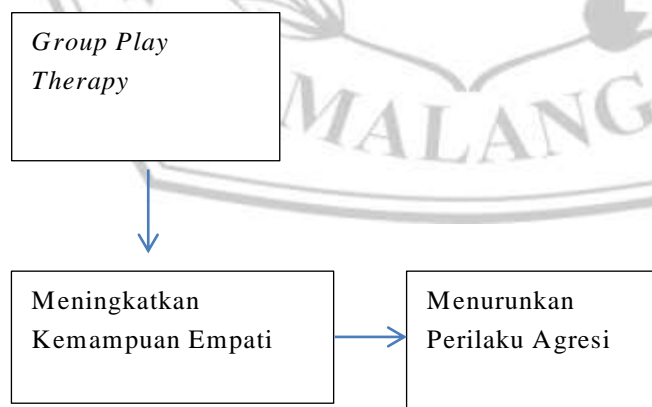 Group Play
Therapy
MALANG
Meningkatkan
Kemampuan Empati
Menurunkan
Perilaku Agresi